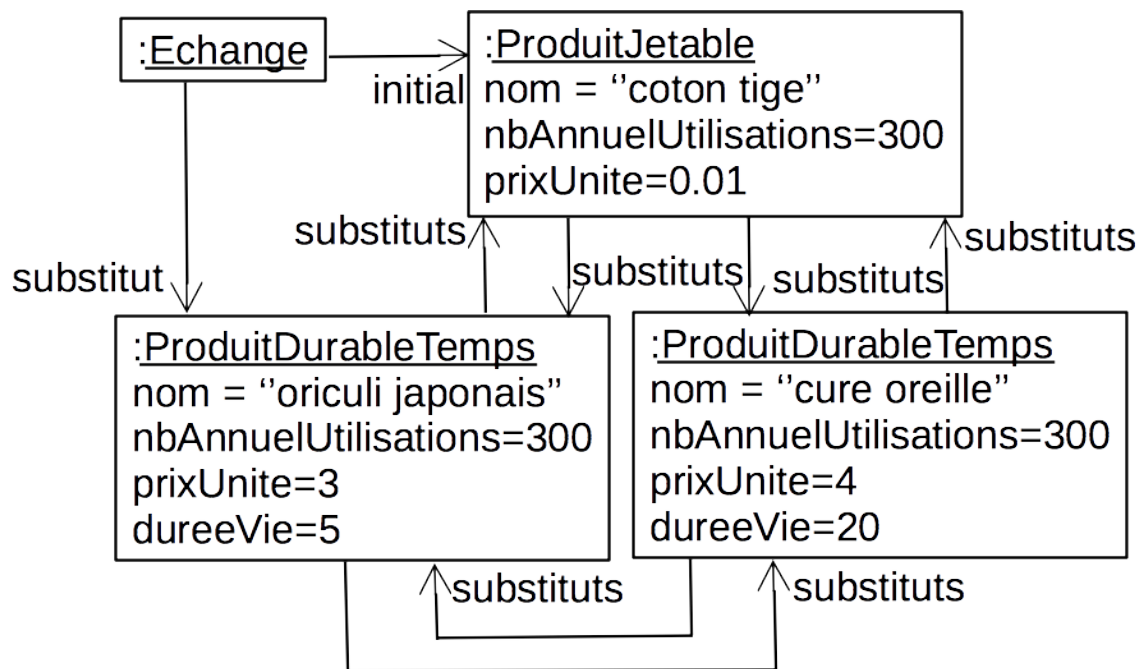 :Echange
initial
:ProduitJetable
nom = ‘’coton tige’’
nbAnnuelUtilisations=300
prixUnite=0.01
substitut
substituts
substituts
substituts
substituts
:ProduitDurableTemps
nom = ‘’oriculi japonais’’
nbAnnuelUtilisations=300
prixUnite=3
dureeVie=5
:ProduitDurableTemps
nom = ‘’cure oreille’’
nbAnnuelUtilisations=300
prixUnite=4
dureeVie=20
substituts
substituts